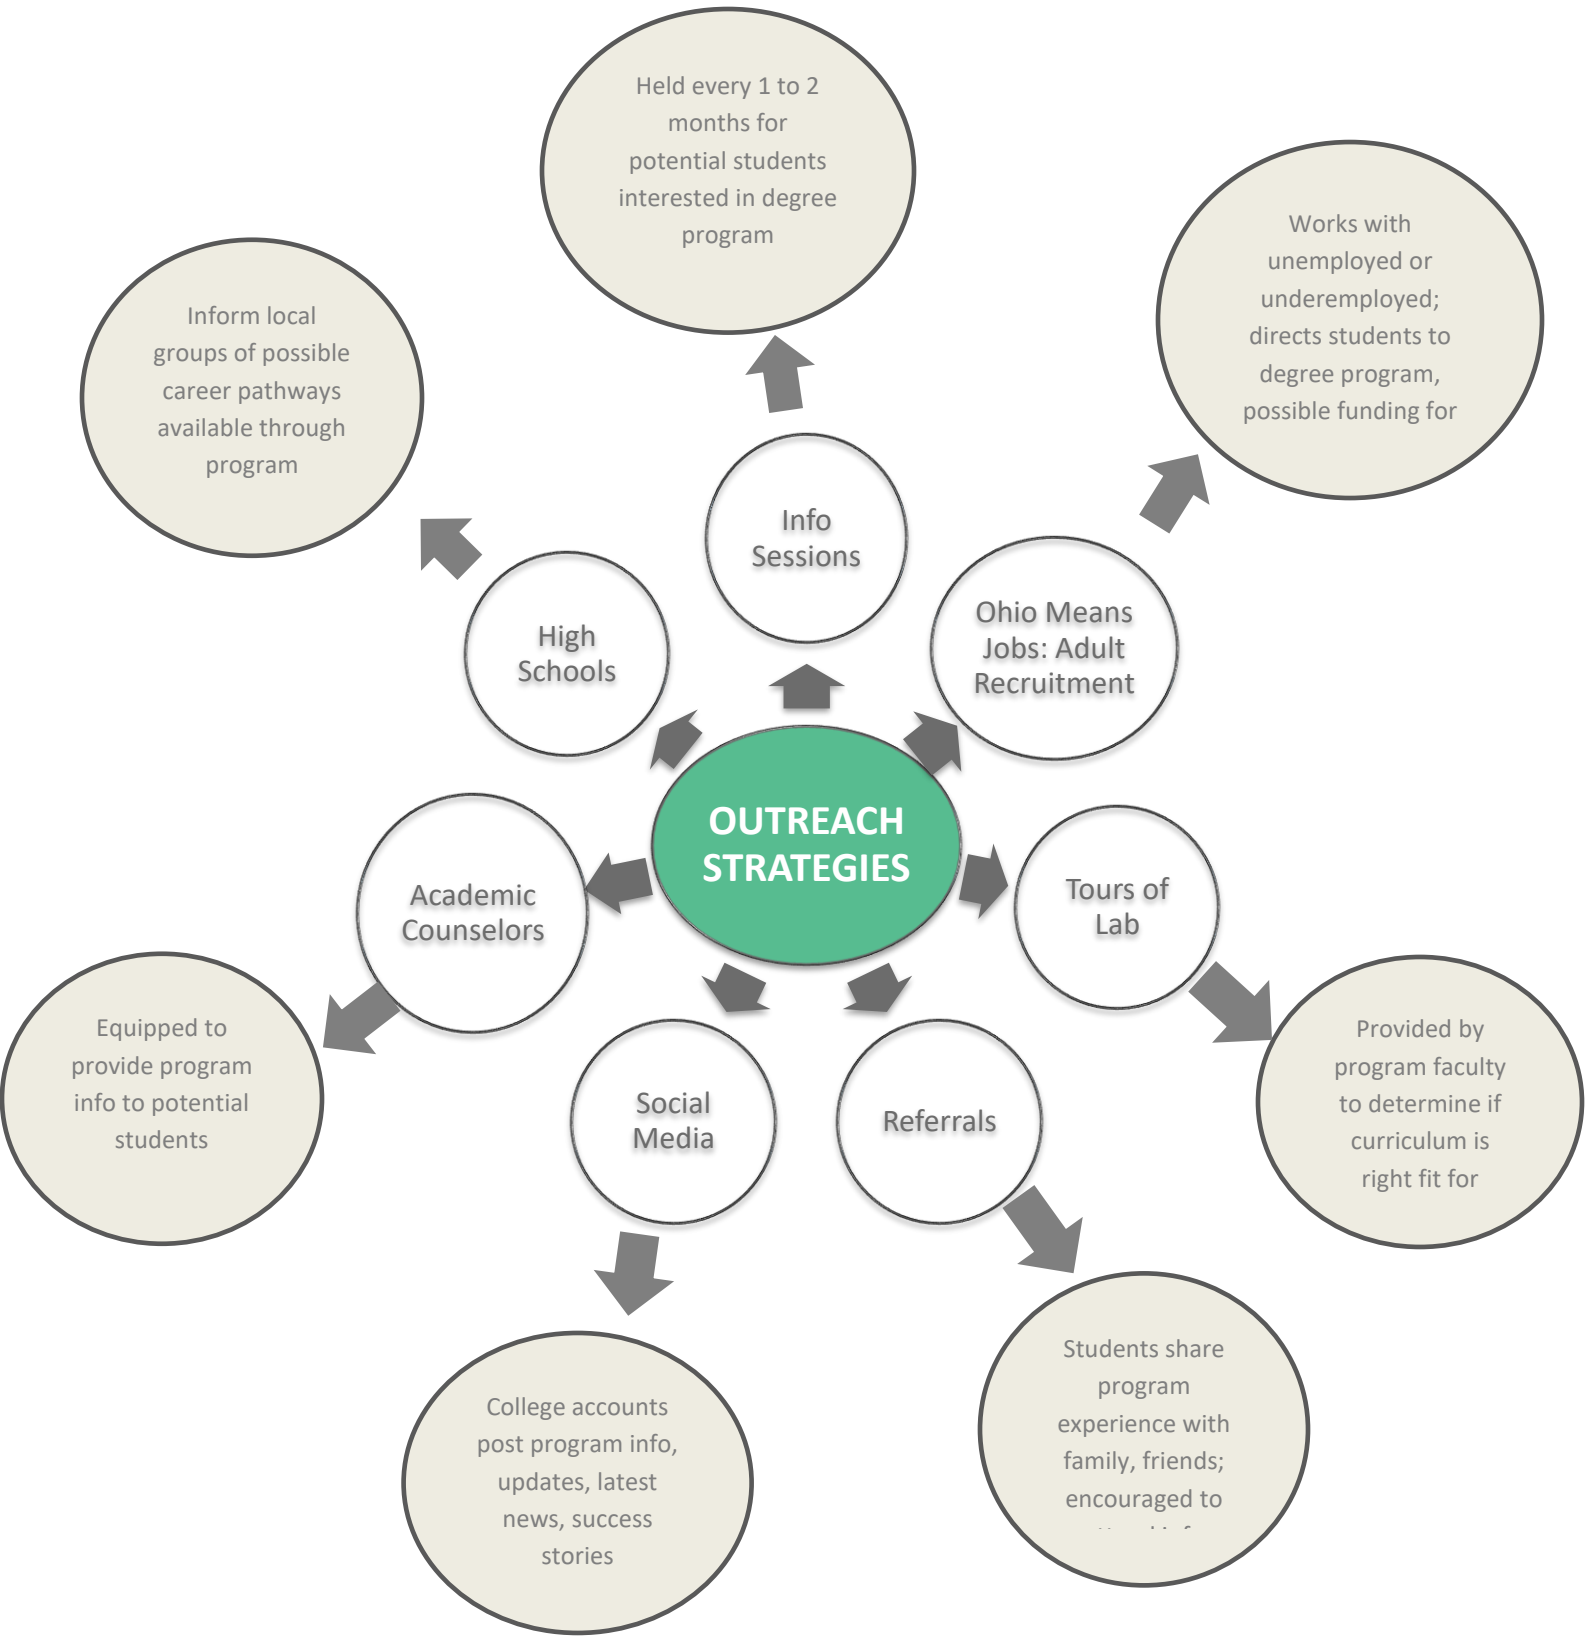 Held every 1 to 2
months for
potential students
interested in degree
program
Works with
unemployed or
underemployed;
directs students to
degree program,
possible funding for
Inform local
groups of possible
career pathways
available through
program
Info
Sessions
Ohio Means
Jobs: Adult
Recruitment
High
Schools
OUTREACH
STRATEGIES
Academic
Counselors
Tours of
Lab
Equipped to
provide program
info to potential
students
Provided by
program faculty
to determine if
curriculum is
right fit for
Social
Media
Referrals
College accounts
post program info,
updates, latest
news, success
stories
Students share
program
experience with
family, friends;
encouraged to